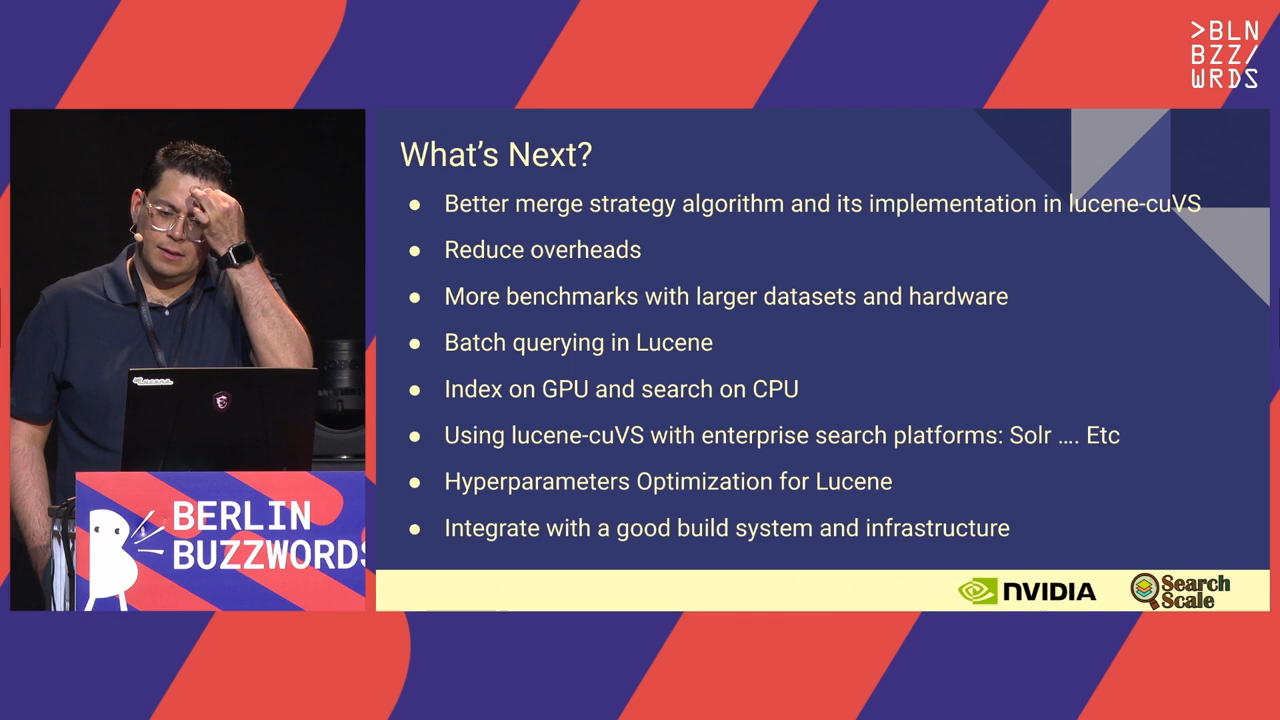 >BLN
BZZ/
WRDS
What's Next?
● Better merge strategy algorithm and its implementation in lucene-cuVS
● Reduce overheads
● More benchmarks with larger datasets and hardware
● Batch querying in Lucene
● Index on GPU and search on CPU
● Using lucene-cuVS with enterprise search platforms: Solr .... Etc
● Hyperparameters Optimization for Lucene
● Integrate with a good build system and infrastructure
Lucene
BERLIN
BUZZWORDS
NVIDIA
Search
Scale